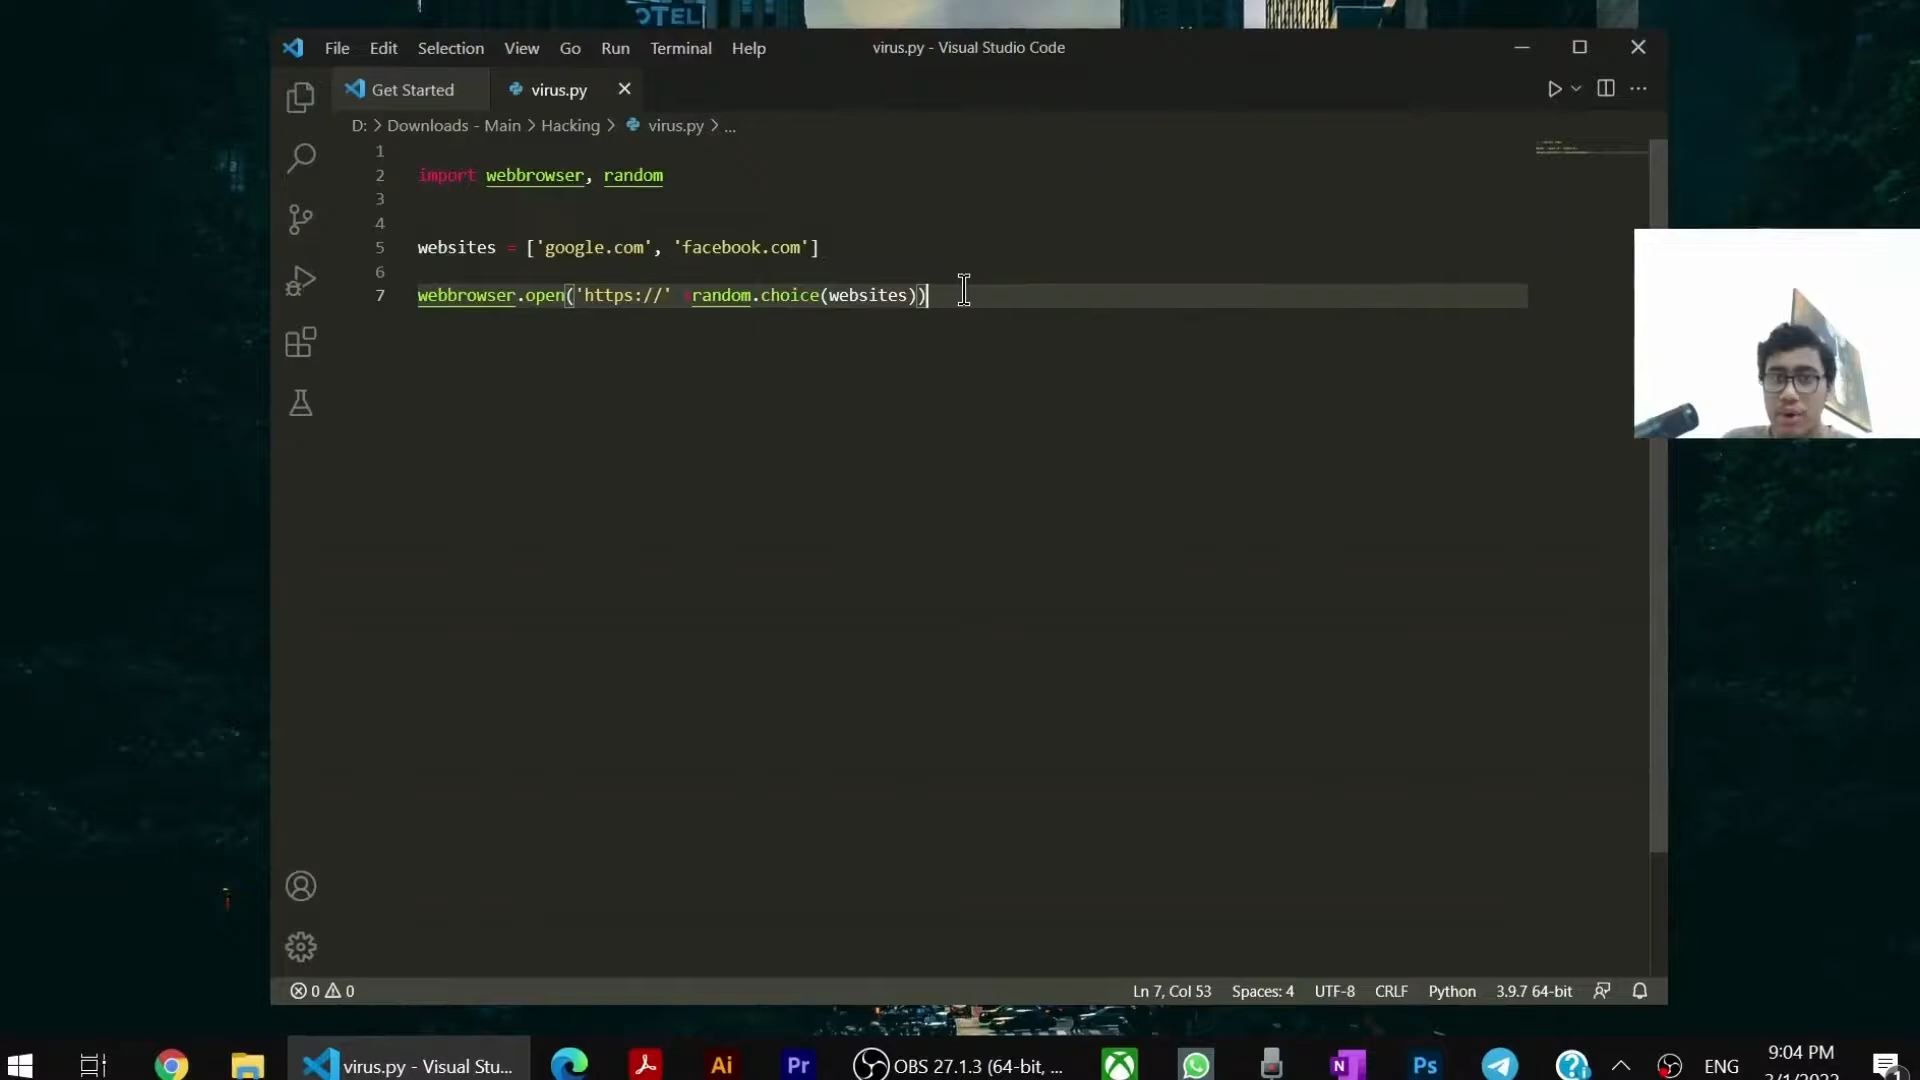 OTEL
File Edit Selection View Go Run Terminal Help virus.py - Visual Studio Code
Get Started virus.py
D: > Downloads - Main > Hacking > virus.py > ...
1
2 import webbrowser, random
3
4
5 websites = ['google.com', 'facebook.com']
6
7 webbrowser.open('https://' random.choice(websites))
0 0 Ln 7, Col 53 Spaces: 4 UTF-8 CRLF Python 3.9.7 64-bit
virus.py - Visual Stu... Ai Pr OBS 27.1.3 (64-bit, ... N Ps ENG 9:04 PM